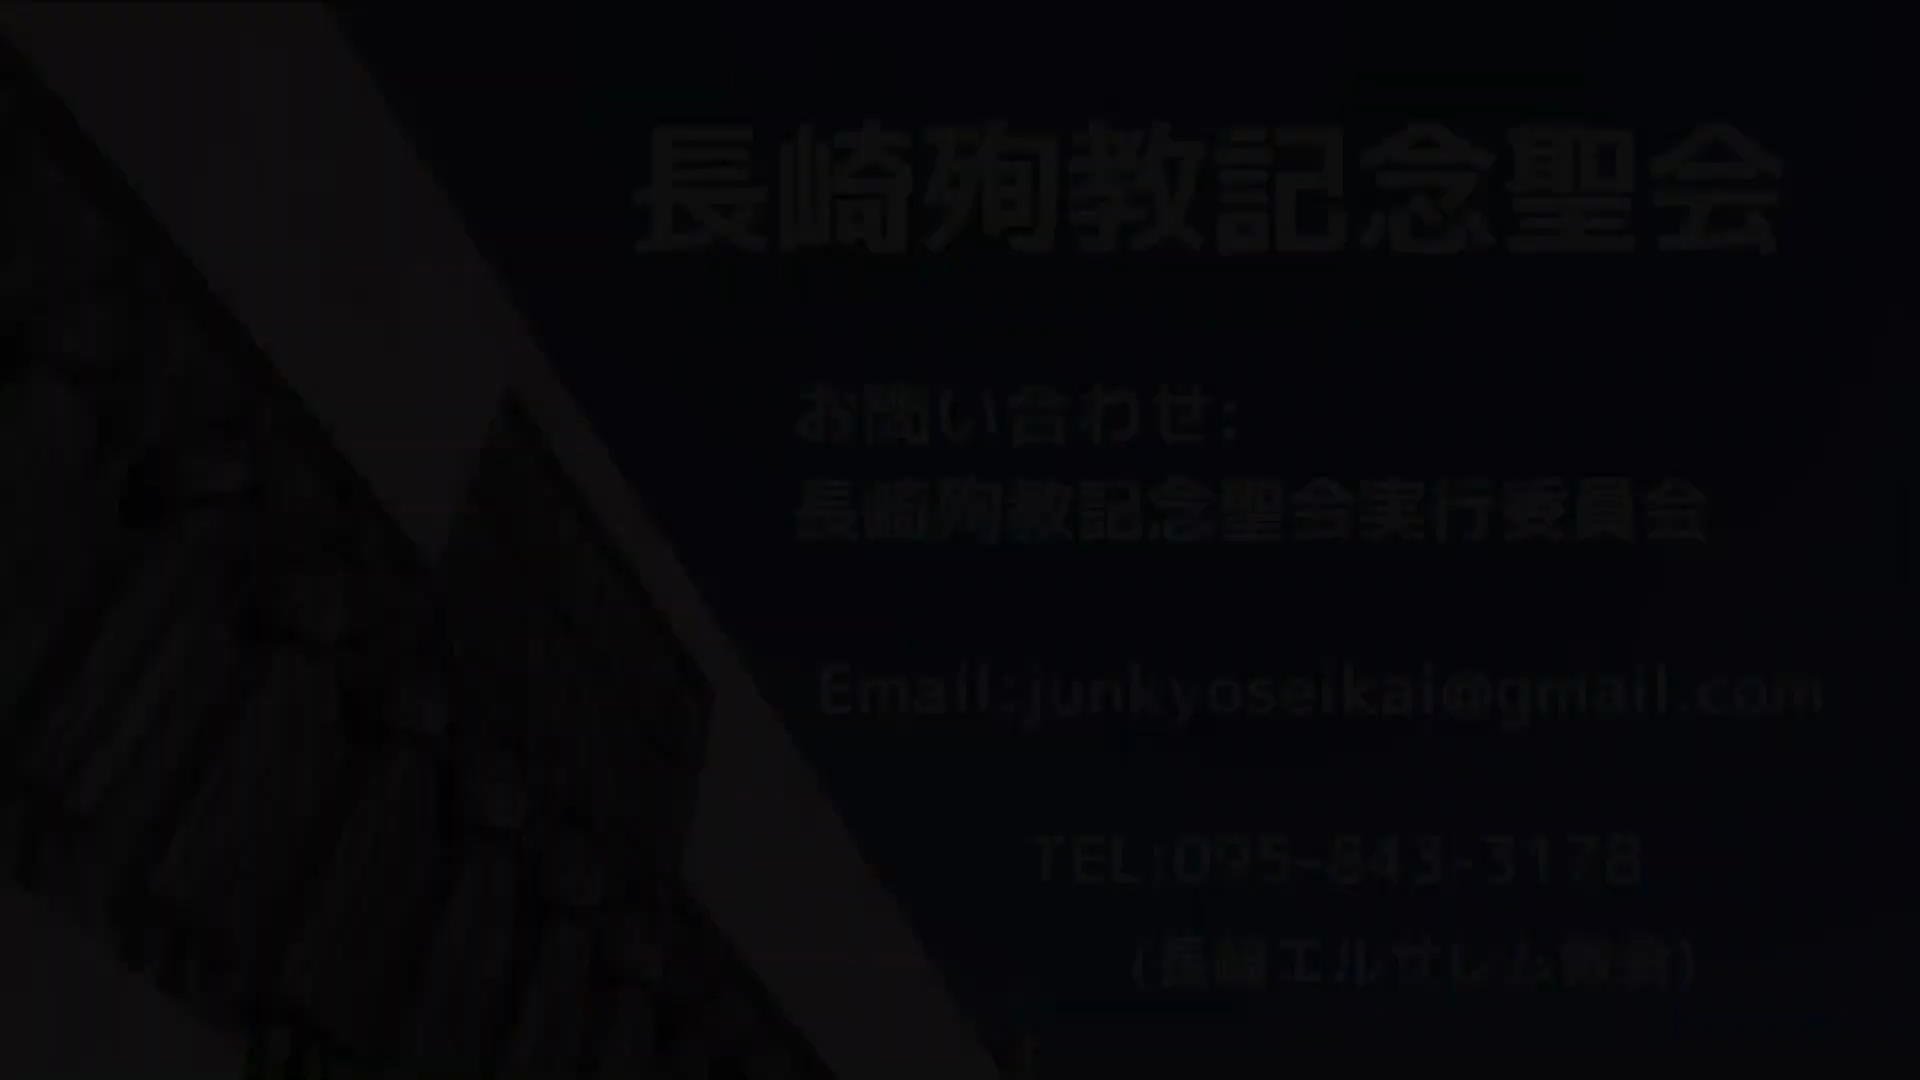 長崎殉教記念聖会
お問い合わせ:
長崎殉教記念聖会実行委員会
Email:junkyoseikai@gmail.com
TEL:095-843-3178
(長崎エルサレム教会)